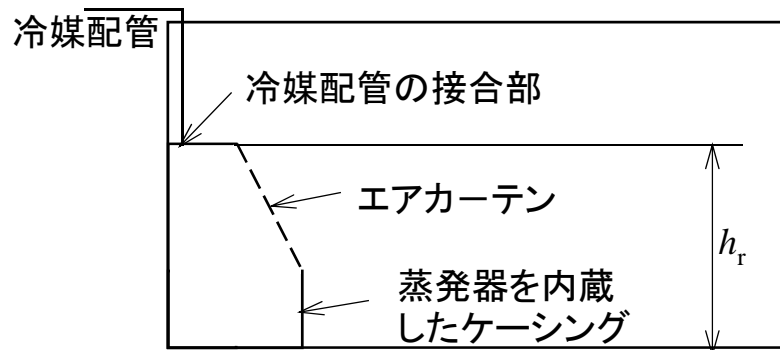 冷媒配管
冷媒配管の接合部
エアカーテン
hr
蒸発器を内蔵
したケーシング